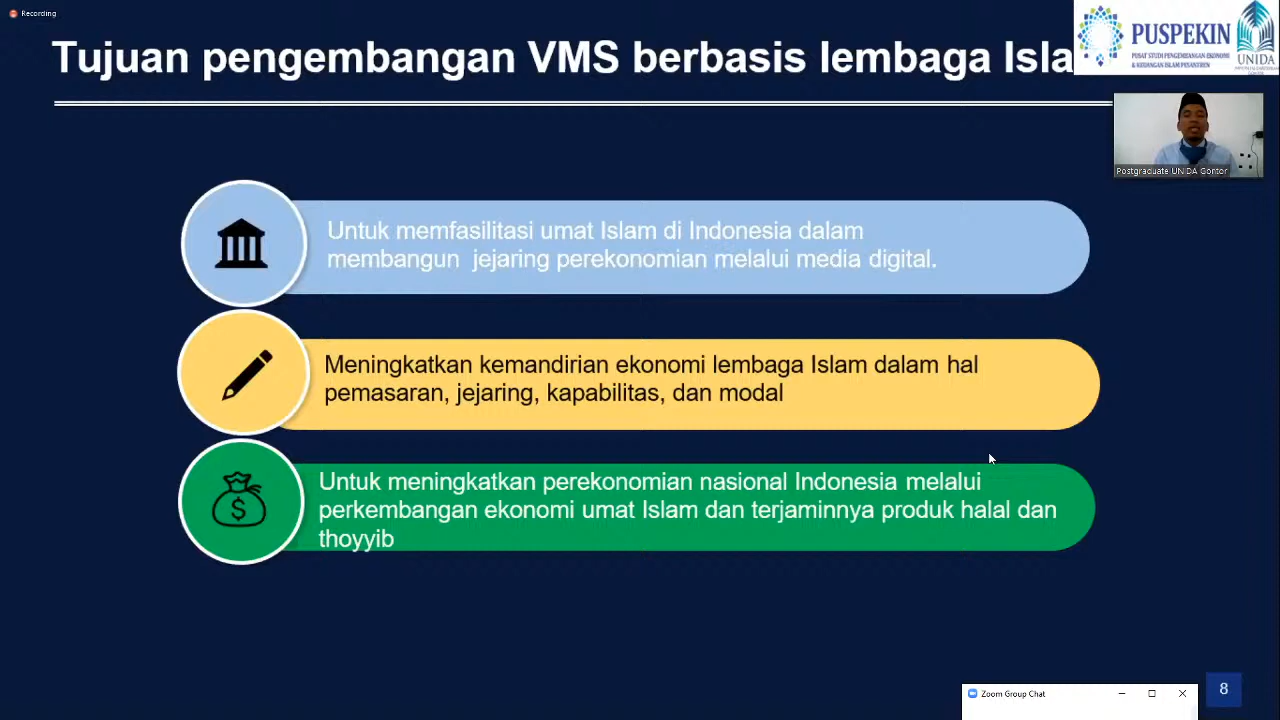 Recording
Tujuan pengembangan VMS berbasis lembaga Isla
PUSPEKIN
PUSAT STUDI PENGEMBANGAN EKONOMI
& KEUANGAN ISLAM PESANTREN
UNIDA
Postgraduate UNIDA Gontor
Untuk memfasilitasi umat Islam di Indonesia dalam
membangun jejaring perekonomian melalui media digital.
Meningkatkan kemandirian ekonomi lembaga Islam dalam hal
pemasaran, jejaring, kapabilitas, dan modal
$
Untuk meningkatkan perekonomian nasional Indonesia melalui
perkembangan ekonomi umat Islam dan terjaminnya produk halal dan
thoyyib
Zoom Group Chat
8